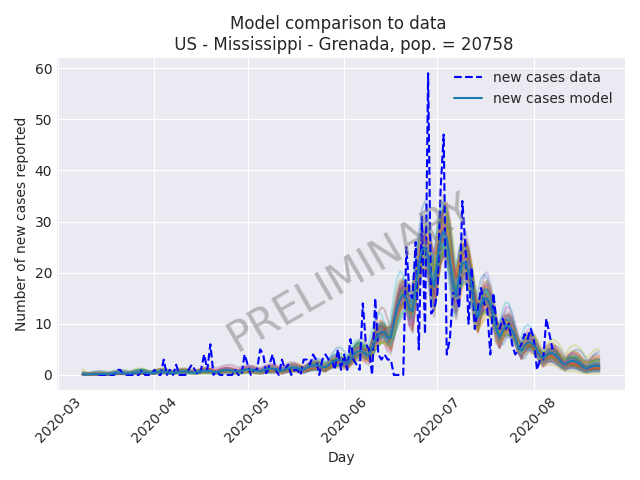 Model comparison to data
US - Mississippi - Grenada, pop. = 20758
new cases data
new cases model
PRELIMINARY
Number of new cases reported
60
50
40
30
20
10
0
2020-03
2020-04
2020-05
2020-06
2020-07
2020-08
Day